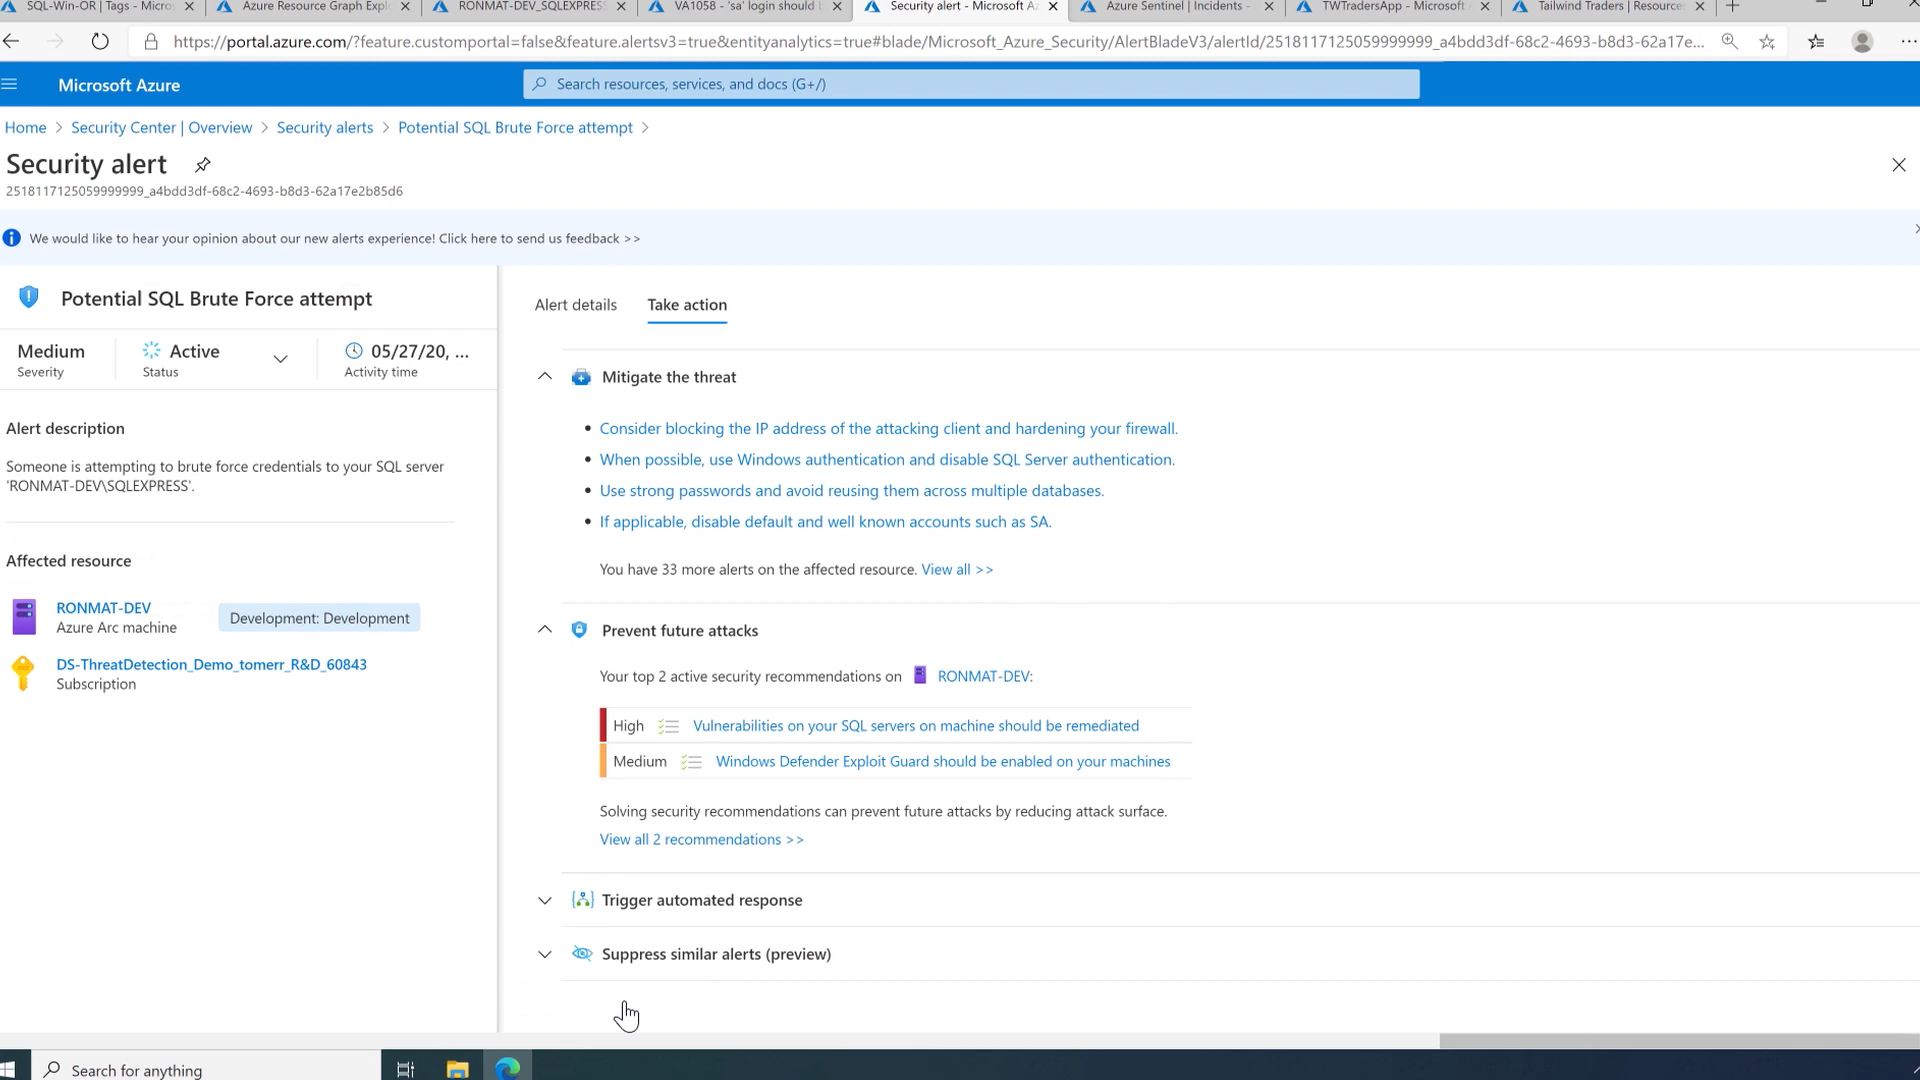 SQL-Win-OR | Tags - Micros
Azure Resource Graph Expl
RONMAT-DEV_SQLEXPRESS
VA1058 - 'sa' login should b
Security alert - Microsoft Az
Azure Sentinel | Incidents -
TWTradersApp - Microsoft
Tailwind Traders | Resource
https://portal.azure.com/?feature.customportal=false&feature.alertsv3=true&entityanalytics=true#blade/Microsoft_Azure_Security/AlertBladeV3/alertId/2518117125059999999_a4bdd3df-68c2-4693-b8d3-62a17e...
Microsoft Azure
Search resources, services, and docs (G+/)
Home > Security Center | Overview > Security alerts > Potential SQL Brute Force attempt >
Security alert
2518117125059999999_a4bdd3df-68c2-4693-b8d3-62a17e2b85d6
We would like to hear your opinion about our new alerts experience! Click here to send us feedback >>
Potential SQL Brute Force attempt
Medium
Severity
Active
Status
05/27/20, ...
Activity time
Alert description
Someone is attempting to brute force credentials to your SQL server
'RONMAT-DEV\SQLEXPRESS'.
Affected resource
RONMAT-DEV
Azure Arc machine
Development: Development
DS-ThreatDetection_Demo_tomerr_R&D_60843
Subscription
Alert details
Take action
Mitigate the threat
• Consider blocking the IP address of the attacking client and hardening your firewall.
• When possible, use Windows authentication and disable SQL Server authentication.
• Use strong passwords and avoid reusing them across multiple databases.
• If applicable, disable default and well known accounts such as SA.
You have 33 more alerts on the affected resource. View all >>
Prevent future attacks
Your top 2 active security recommendations on RONMAT-DEV:
High Vulnerabilities on your SQL servers on machine should be remediated
Medium Windows Defender Exploit Guard should be enabled on your machines
Solving security recommendations can prevent future attacks by reducing attack surface.
View all 2 recommendations >>
Trigger automated response
Suppress similar alerts (preview)
Search for anything